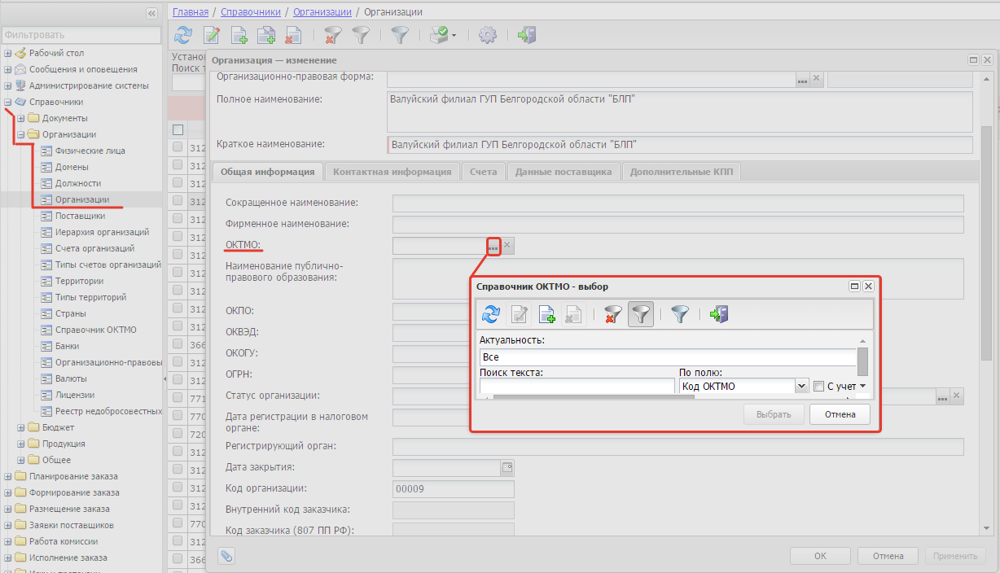 Главная / Справочники / Организации / Организации
Фильтровать
Рабочий стол
Сообщения и оповещения
Администрирование системы
Справочники
Документы
Организации
Физические лица
Домены
Должности
Организации
Поставщики
Иерархия организаций
Счета организаций
Типы счетов организаций
Территории
Типы территорий
Страны
Справочник ОКТМО
Банки
Организационно-правовы
Валюты
Лицензии
Реестр недобросовестных
Бюджет
Продукция
Общее
Планирование заказа
Формирование заказа
Размещение заказа
Заявки поставщиков
Работа комиссии
Исполнение заказа
Установ
Поиск т
312
312
312
312
312
312
312
312
312
312
312
366
312
312
771
770
720
312
312
312
312
770
312
366
Организация — изменение
Организационно-правовая форма:
Полное наименование:
Валуйский филиал ГУП Белгородской области "БЛП"
Краткое наименование:
Валуйский филиал ГУП Белгородской области "БЛП"
Общая информация
Контактная информация
Счета
Данные поставщика
Дополнительные КПП
Сокращенное наименование:
Фирменное наименование:
ОКТМО:
Наименование публично-
правового образования:
ОКПО:
ОКВЭД:
ОКОГУ:
ОГРН:
Статус организации:
Дата регистрации в налоговом
органе:
Регистрирующий орган:
Дата закрытия:
Код организации:
00009
Внутренний код заказчика:
Код заказчика (807 ПП РФ):
Справочник ОКТМО - выбор
Актуальность:
Все
Поиск текста:
По полю:
Код ОКТМО
С учет
Выбрать
Отмена
ОК
Отмена
Применить